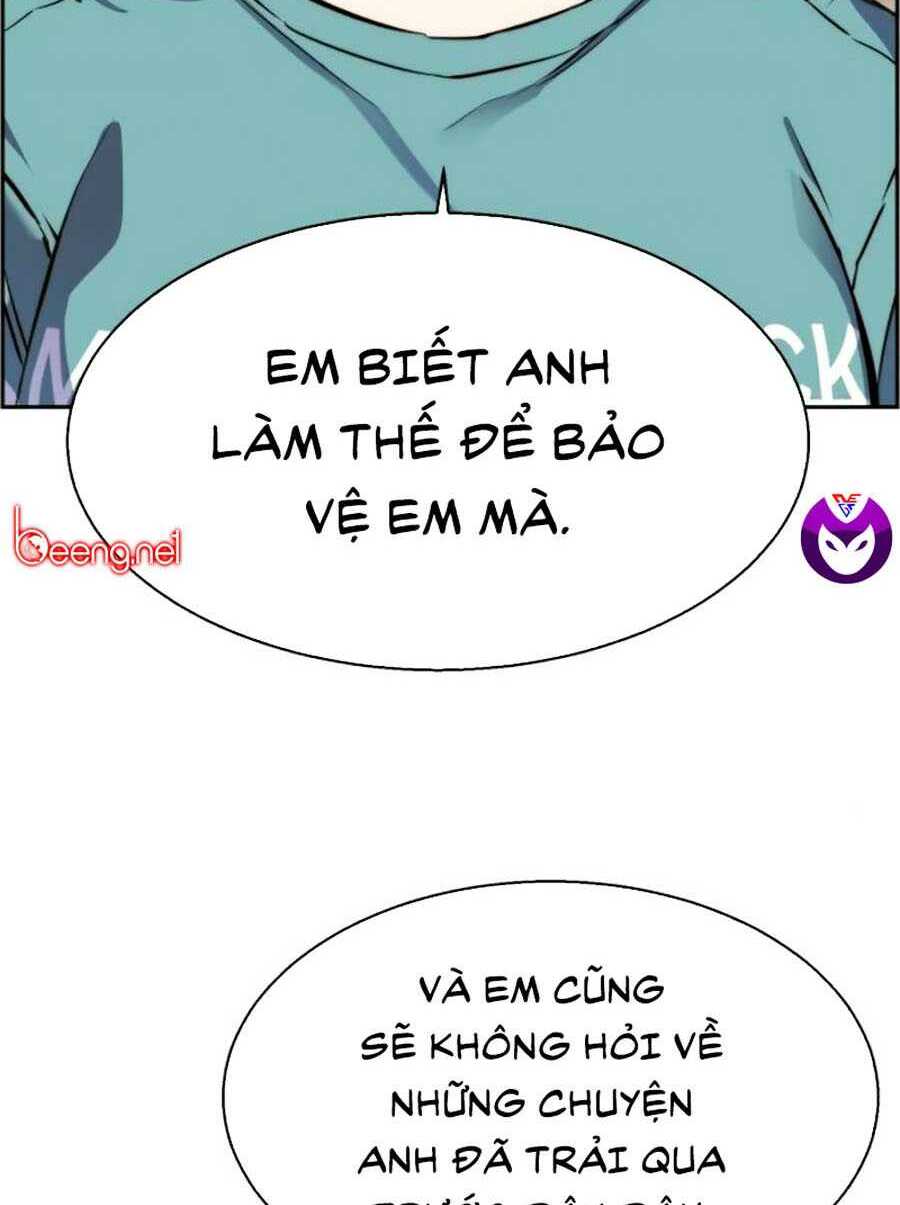 EM BIẾT ANH
LÀM THẾ ĐỂ BẢO
VỆ EM MÀ.
beeng.net
VÀ EM CŨNG
SẼ KHÔNG HỎI VỀ
NHỮNG CHUYỆN
ANH ĐÃ TRẢI QUA